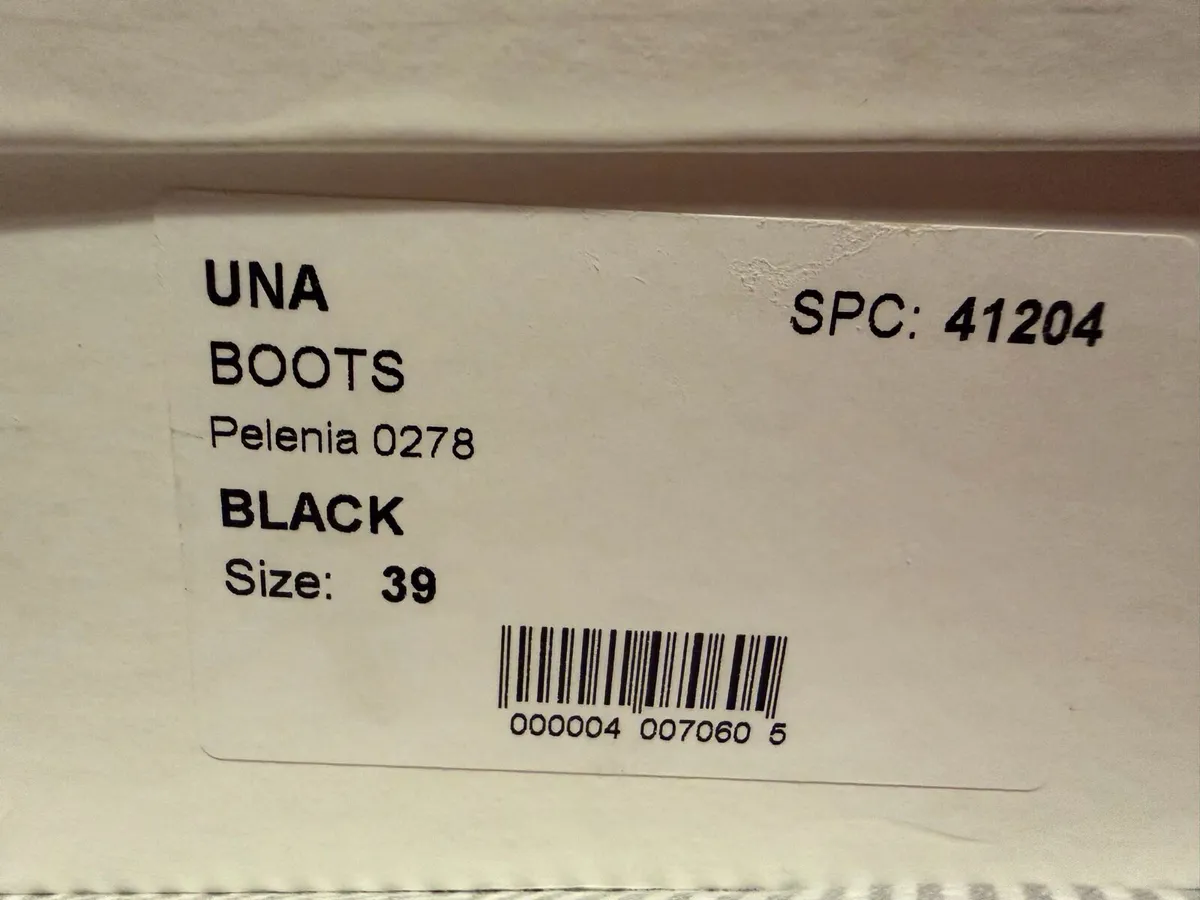 UNA
SPC: 41204
BOOTS
Pelenia 0278
BLACK
Size: 39
000004 007060 5